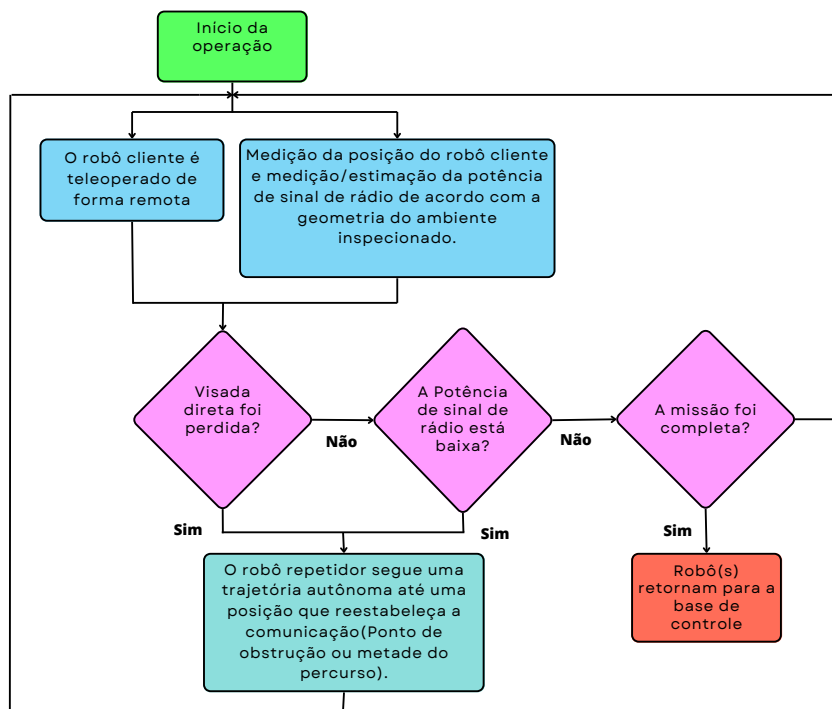 Início da
operação
O robô cliente é
teleoperado de
forma remota
Medição da posição do robô cliente
e medição/estimação da potência
de sinal de rádio de acordo com a
geometria do ambiente
inspecionado.
Visada
direta foi
perdida?
Não
A Potência
de sinal de
rádio está
baixa?
Não
A missão foi
completa?
Sim
Sim
Sim
O robô repetidor segue uma
trajetória autônoma até uma
posição que reestabeleça a
comunicação(Ponto de
obstrução ou metade do
percurso).
Robô(s)
retornam para a
base de
controle